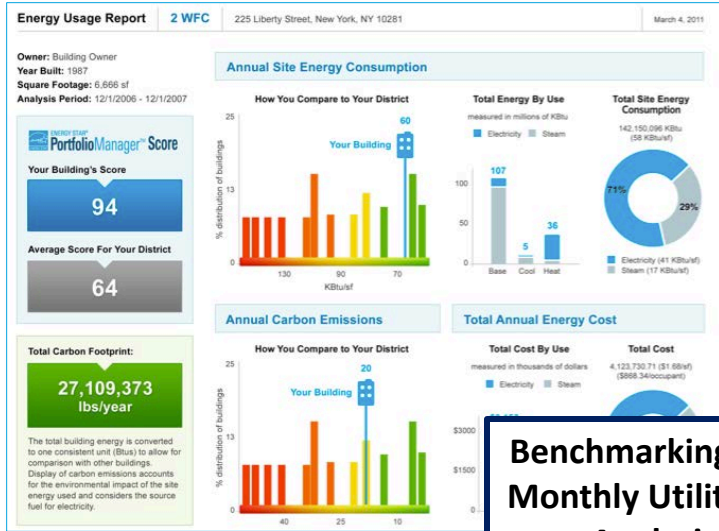 Energy Usage Report 2 WFC 225 Liberty Street, New York, NY 10281 March 4, 2011
Owner: Building Owner
Year Built: 1987
Square Footage: 6,666 sf
Analysis Period: 12/1/2006 - 12/1/2007
ENERGY STAR
PortfolioManager™ Score
Your Building's Score
94
Average Score For Your District
64
Total Carbon Footprint:
27,109,373
lbs/year
The total building energy is converted
to one consistent unit (Btus) to allow for
comparison with other buildings.
Display of carbon emissions accounts
for the environmental impact of the site
energy used and considers the source
fuel for electricity.
Annual Site Energy Consumption
How You Compare to Your District
25
60
Your Building
13
0
% distribution of buildings
130 90 70
KBtu/sf
Total Energy By Use
measured in millions of KBtu
Electricity Steam
107
100
50
5
36
0
Base Cool Heat
Total Site Energy
Consumption
142,150,096 KBtu
(58 KBtu/sf)
71%
29%
Electricity (41 KBtu/sf)
Steam (17 KBtu/sf)
Annual Carbon Emissions
How You Compare to Your District
25
20
Your Building
13
0
% distribution of buildings
40 25 10
Total Annual Energy Cost
Total Cost By Use
measured in thousands of dollars
Electricity Steam
$3000
$1500
Total Cost
4,123,730.71 ($1.68/sf)
($868.34/occupant)
Benchmarking
Monthly Utilit